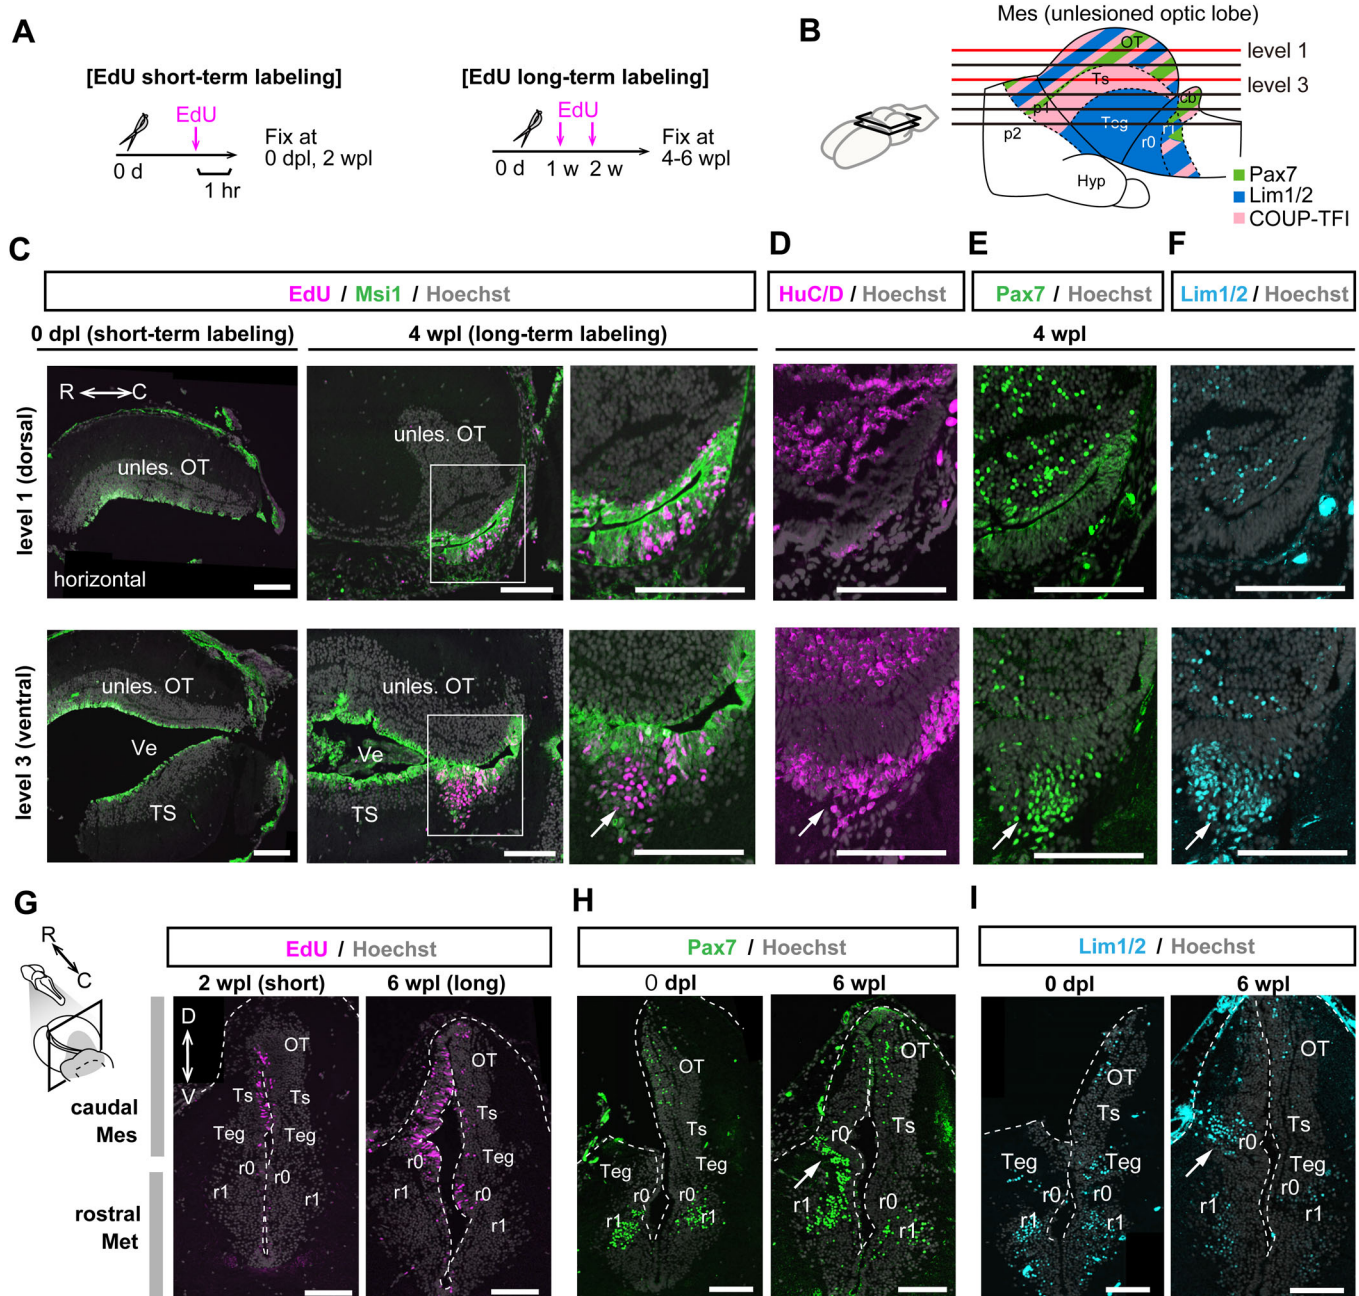 A
[EdU short-term labeling]
EdU
0 d
1 hr
Fix at
0 dpl, 2 wpl
[EdU long-term labeling]
EdU
0 d
1 w
2 w
Fix at
4-6 wpl
B
Mes (unlesioned optic lobe)
OT
level 1
Ts
level 3
cb
p1
p2
Teg
r1
r0
Hyp
Pax7
Lim1/2
COUP-TFI
C
EdU / Msi1 / Hoechst
0 dpl (short-term labeling)
4 wpl (long-term labeling)
D
HuC/D / Hoechst
E
Pax7 / Hoechst
F
Lim1/2 / Hoechst
4 wpl
level 1 (dorsal)
R C
unles. OT
horizontal
unles. OT
level 3 (ventral)
unles. OT
Ve
TS
unles. OT
Ve
TS
G
R
C
EdU / Hoechst
2 wpl (short)
6 wpl (long)
caudal
Mes
rostral
Met
D
V
OT
Ts
Ts
Teg
Teg
r0
r0
r1
r1
OT
Ts
Teg
r0
r0
r1
r1
H
Pax7 / Hoechst
0 dpl
6 wpl
OT
Ts
Teg
r0
r0
r1
r1
OT
Ts
r0
Teg
r0
r1
r1
I
Lim1/2 / Hoechst
0 dpl
6 wpl
OT
Ts
Teg
Teg
r0
r0
r1
r1
OT
Ts
r0
Teg
r0
r1
r1